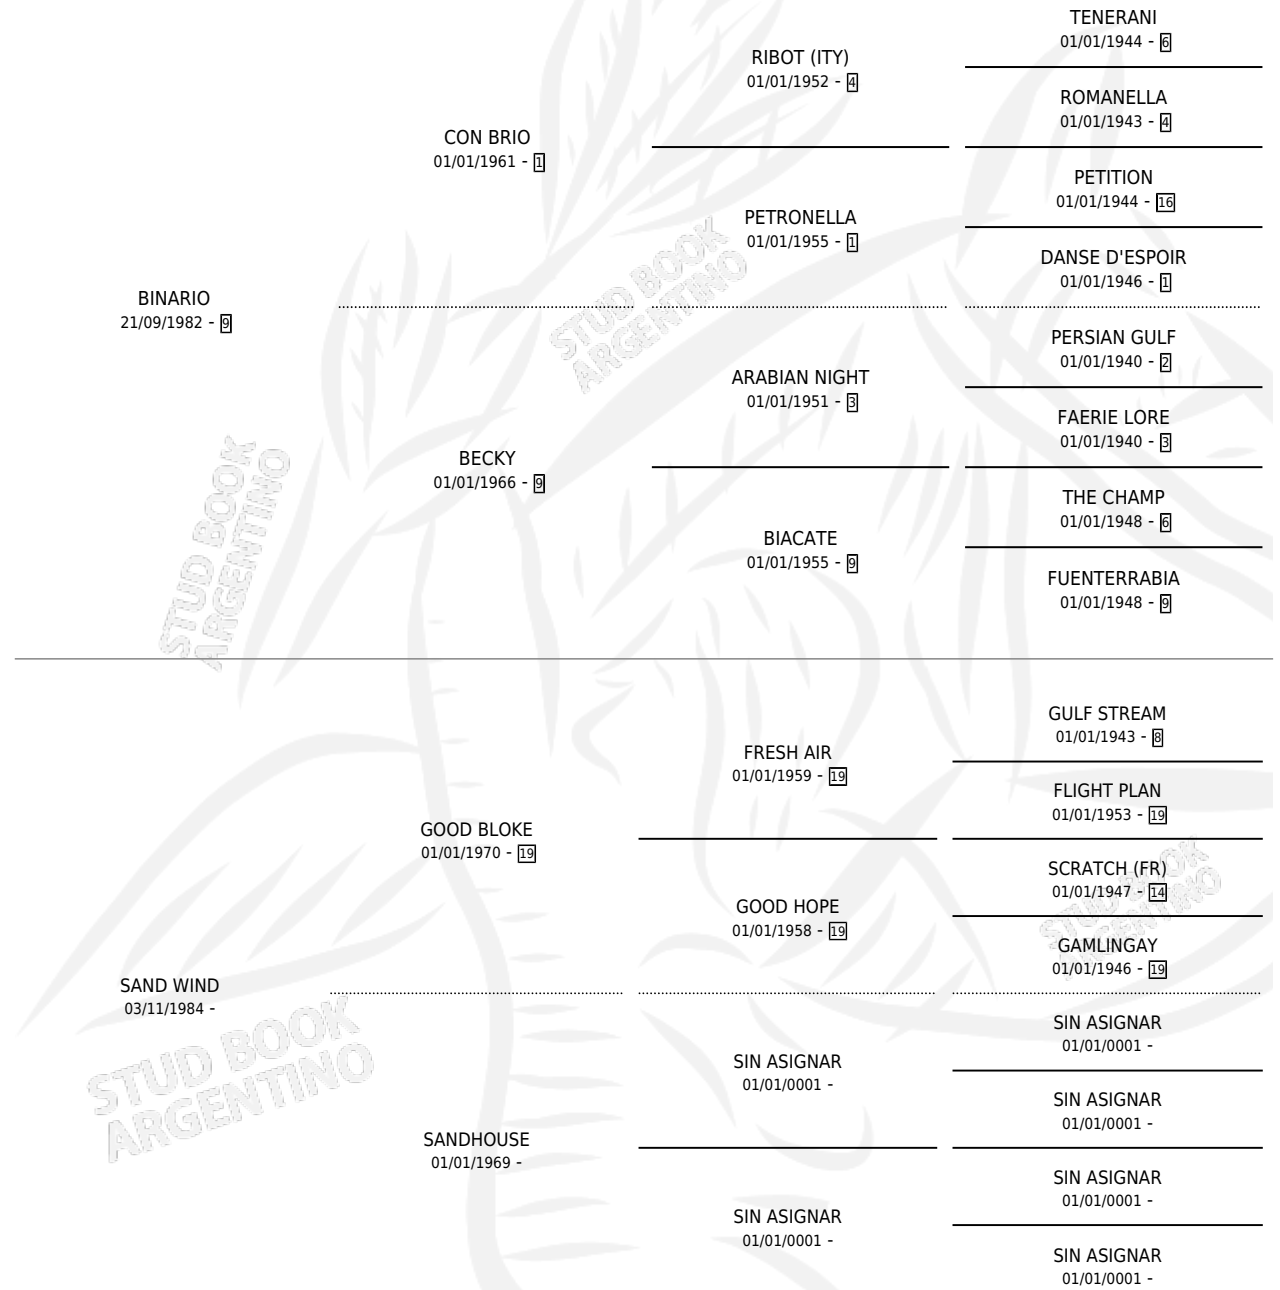 TENERANI
01/01/1944 - 6
RIBOT (ITY)
01/01/1952 - 4
ROMANELLA
01/01/1943 - 4
CON BRIO
01/01/1961 - 1
PETITION
01/01/1944 - 16
PETRONELLA
01/01/1955 - 1
DANSE D'ESPOIR
01/01/1946 - 1
BINARIO
21/09/1982 - 9
PERSIAN GULF
01/01/1940 - 2
ARABIAN NIGHT
01/01/1951 - 3
FAERIE LORE
01/01/1940 - 3
BECKY
01/01/1966 - 9
THE CHAMP
01/01/1948 - 6
BIACATE
01/01/1955 - 9
FUENTERRABIA
01/01/1948 - 9
STUD BOOK
ARGENTINO
STUD BOOK
ARGENTINO
GULF STREAM
01/01/1943 - 8
FRESH AIR
01/01/1959 - 19
FLIGHT PLAN
01/01/1953 - 19
GOOD BLOKE
01/01/1970 - 19
SCRATCH (FR)
01/01/1947 - 14
GOOD HOPE
01/01/1958 - 19
GAMLINGAY
01/01/1946 - 19
STUD BOOK
ARGENTINO
SAND WIND
03/11/1984 -
SIN ASIGNAR
01/01/0001 -
SIN ASIGNAR
01/01/0001 -
SIN ASIGNAR
01/01/0001 -
SANDHOUSE
01/01/1969 -
SIN ASIGNAR
01/01/0001 -
SIN ASIGNAR
01/01/0001 -
SIN ASIGNAR
01/01/0001 -
STUD BOOK
ARGENTINO